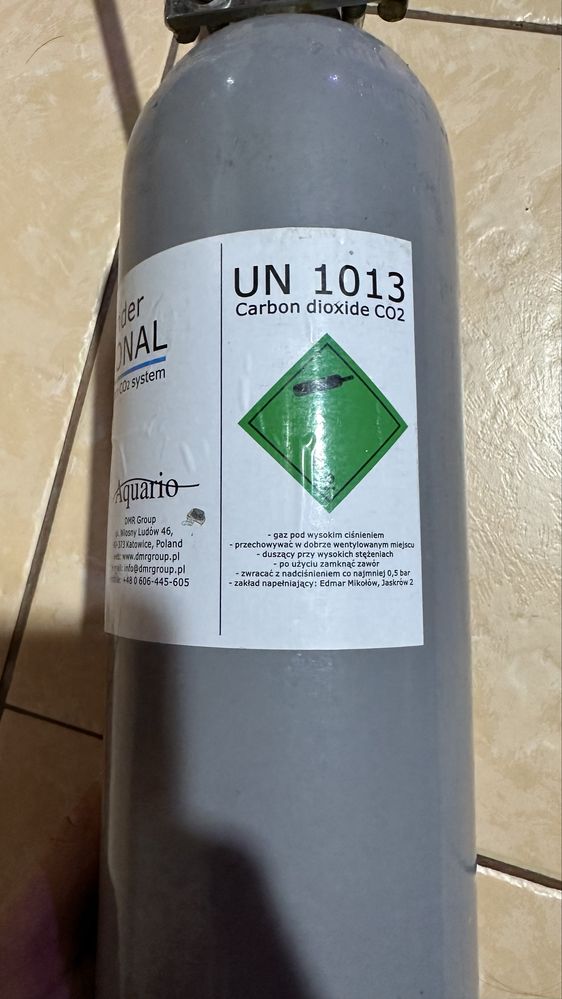 ONAL
CO2 system
Aquario
DMR Group
Wiosny Ludów 46,
Katowice, Poland
www.dmrgroup.pl
info@dmrgroup.pl
+48 0 606-445-605
UN 1013
Carbon dioxide CO2
- gaz pod wysokim ciśnieniem
- przechowywać w dobrze wentylowanym miejscu
- duszący przy wysokich stężeniach
- po użyciu zamknąć zawór
- zwracać z nadciśnieniem co najmniej 0,5 bar
- zakład napełniający: Edmar Mikołów, Jaskrów 2